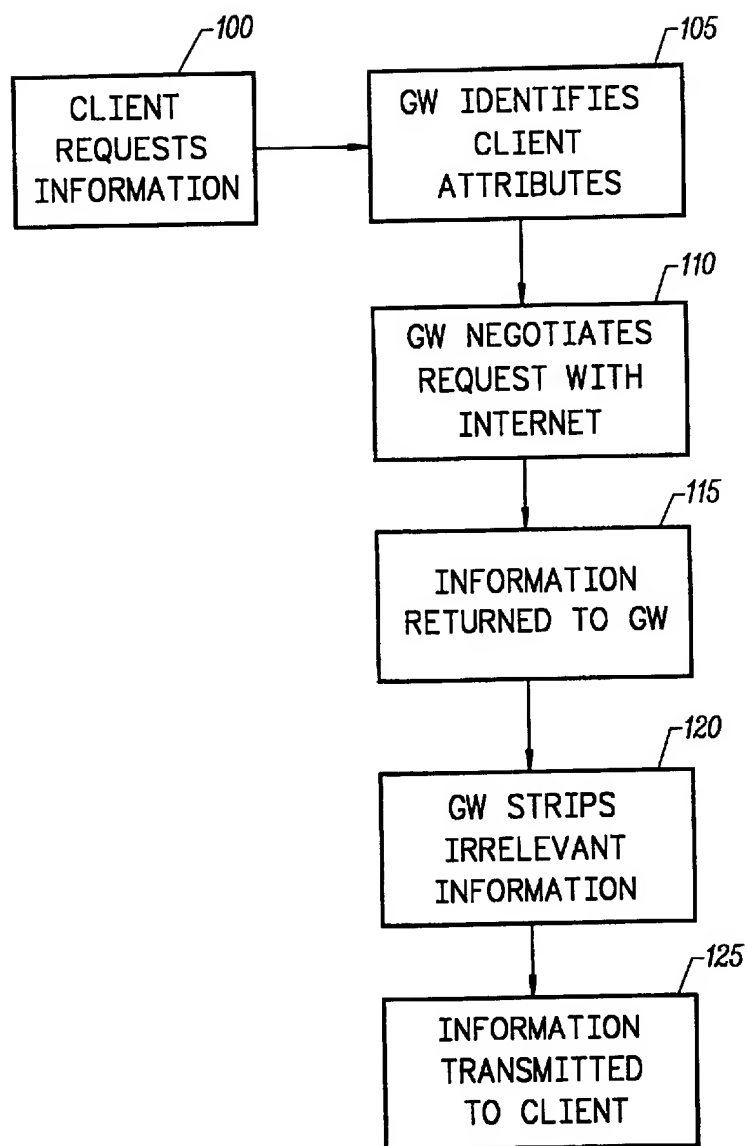 100
CLIENT
REQUESTS
INFORMATION
105
GW IDENTIFIES
CLIENT
ATTRIBUTES
110
GW NEGOTIATES
REQUEST WITH
INTERNET
115
INFORMATION
RETURNED TO GW
120
GW STRIPS
IRRELEVANT
INFORMATION
125
INFORMATION
TRANSMITTED
TO CLIENT